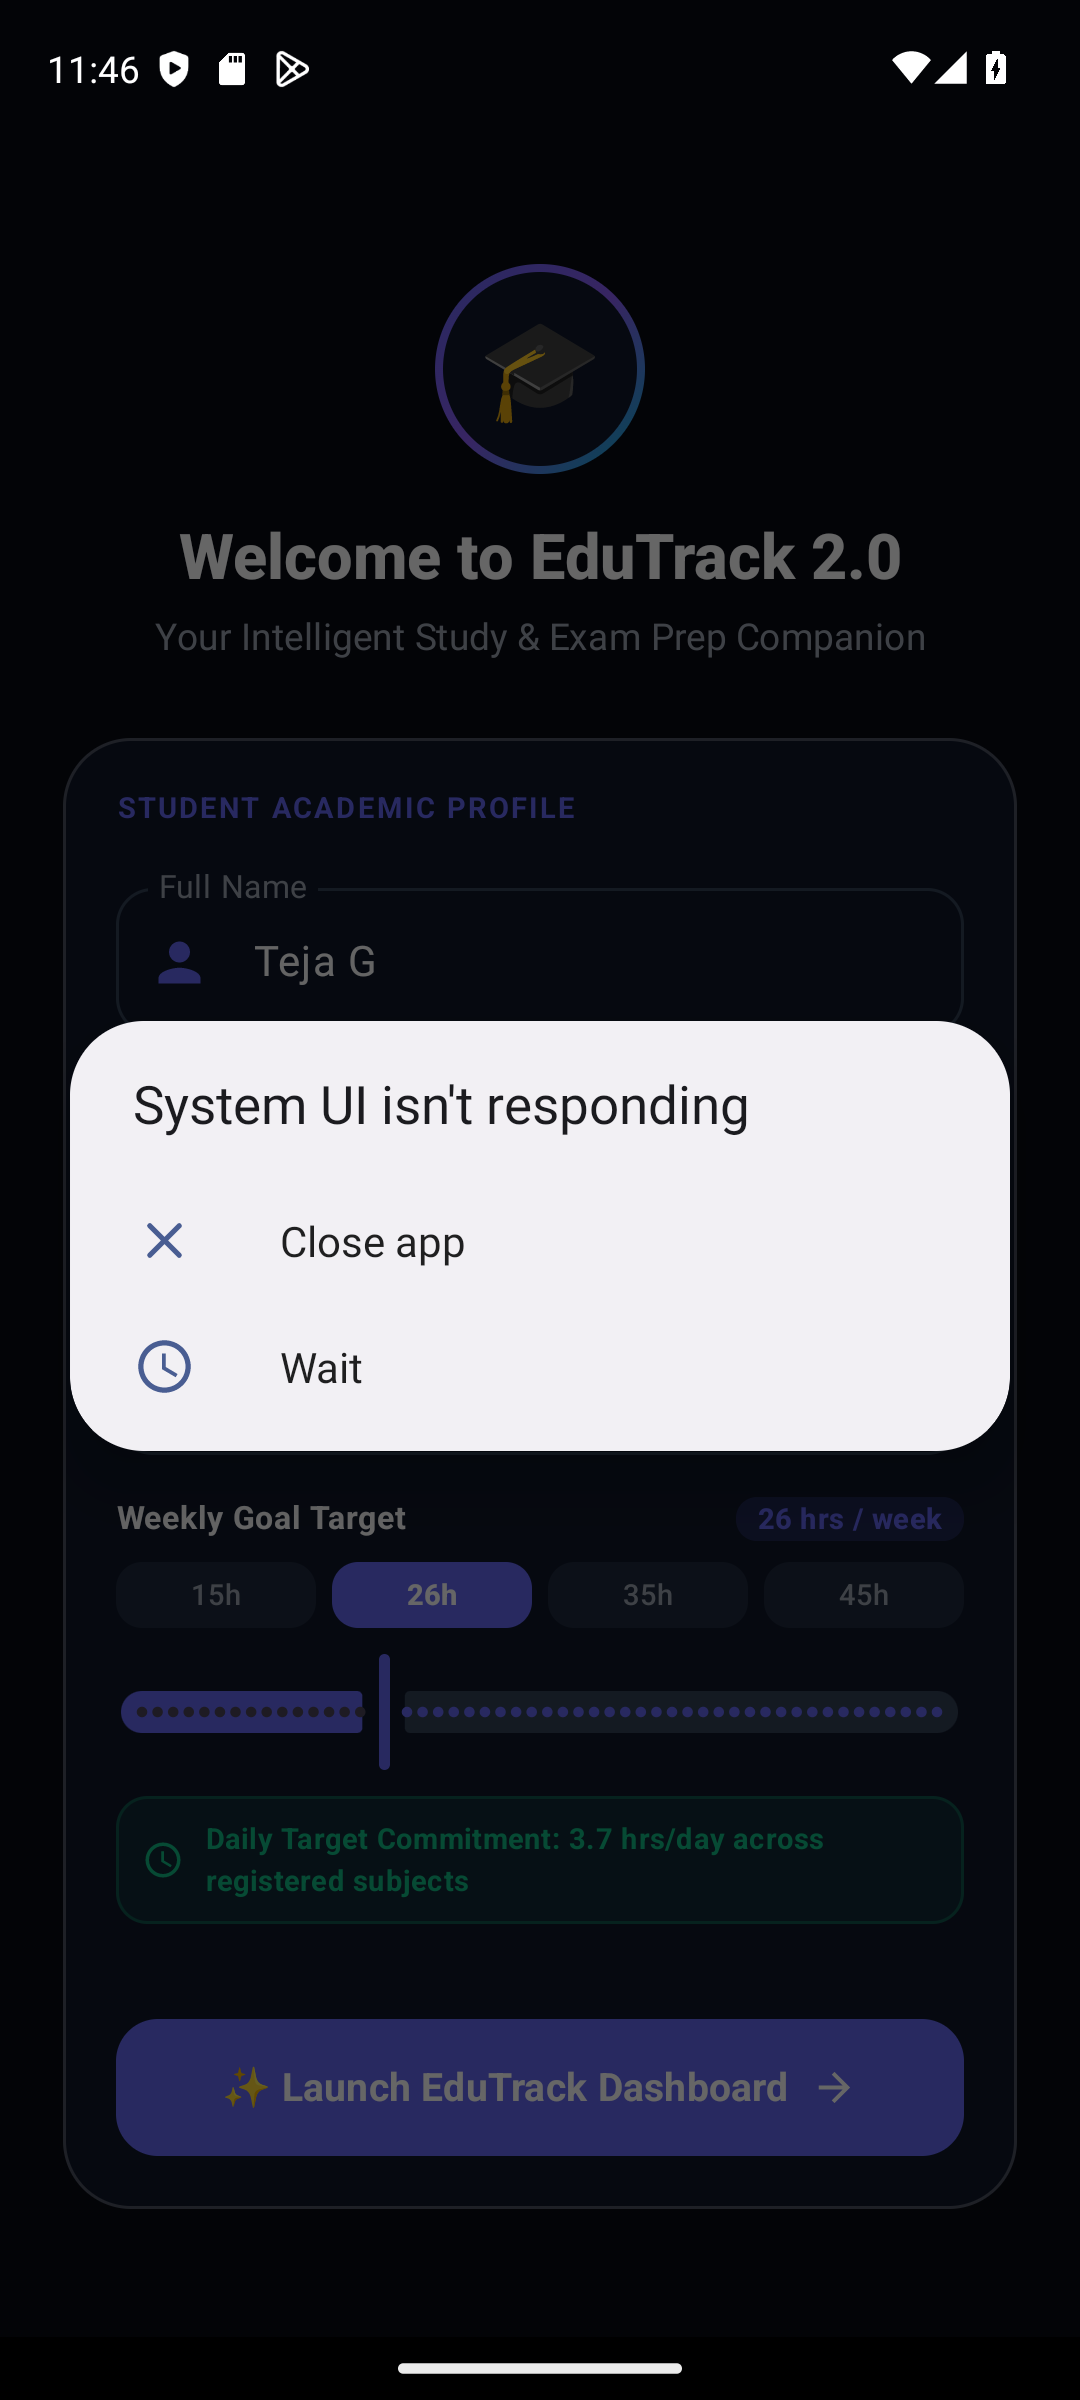 11:46
Welcome to EduTrack 2.0
Your Intelligent Study & Exam Prep Companion
STUDENT ACADEMIC PROFILE
Full Name
Teja G
System UI isn't responding
Close app
Wait
Weekly Goal Target
26 hrs / week
15h
26h
35h
45h
Daily Target Commitment: 3.7 hrs/day across
registered subjects
✨ Launch EduTrack Dashboard →